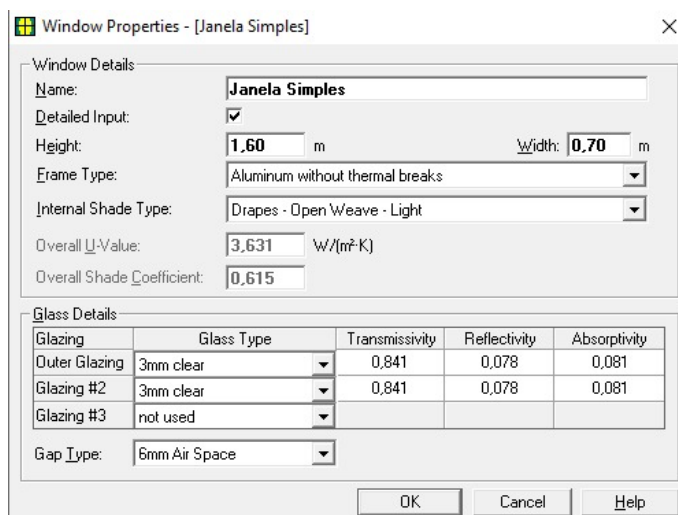 Window Properties - [Janela Simples]
Window Details
Name: Janela Simples
Detailed Input:
Height: 1,60 m Width: 0,70 m
Frame Type: Aluminum without thermal breaks
Internal Shade Type: Drapes - Open Weave - Light
Overall U-Value: 3,631 W/(m²·K)
Overall Shade Coefficient: 0,615
Glass Details
Glazing Glass Type Transmissivity Reflectivity Absorptivity
Outer Glazing 3mm clear 0,841 0,078 0,081
Glazing #2 3mm clear 0,841 0,078 0,081
Glazing #3 not used
Gap Type: 6mm Air Space
OK Cancel Help